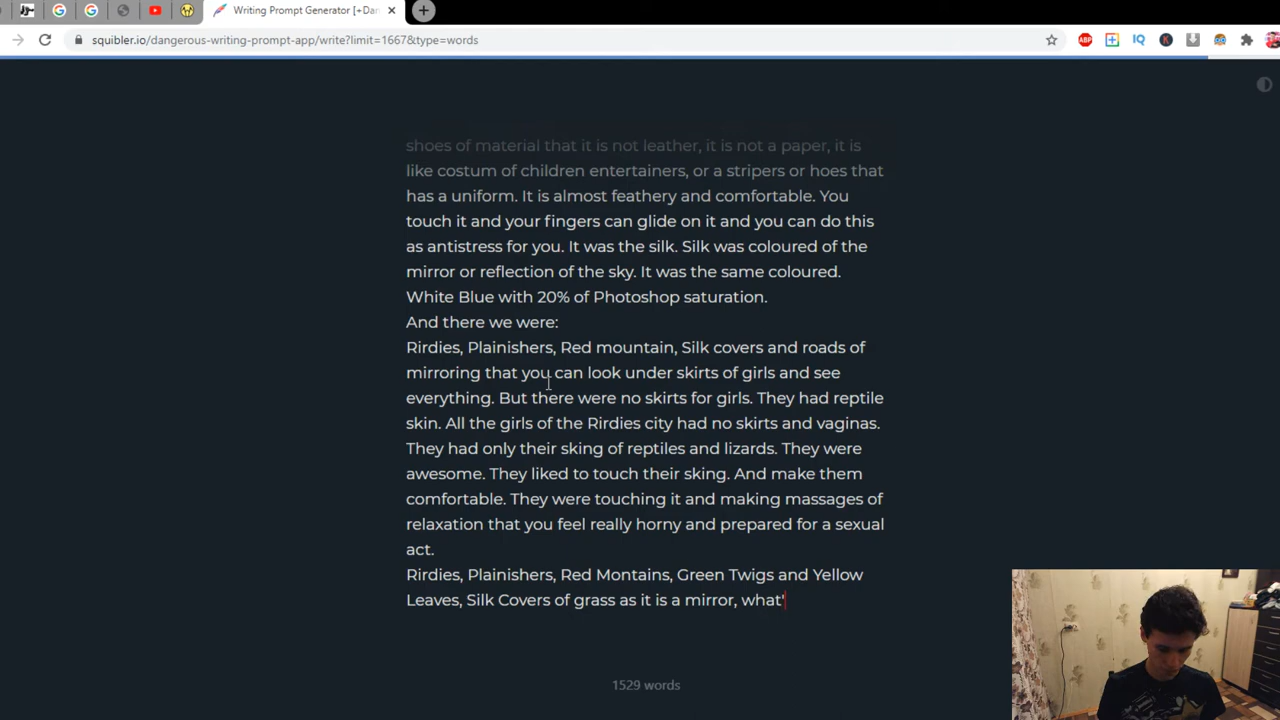 Writing Prompt Generator [+Dan
squibler.io/dangerous-writing-prompt-app/write?limit=1667&type=words
ABP
IQ
K
shoes of material that it is not leather, it is not a paper, it is
like costum of children entertainers, or a stripers or hoes that
has a uniform. It is almost feathery and comfortable. You
touch it and your fingers can glide on it and you can do this
as antistress for you. It was the silk. Silk was coloured of the
mirror or reflection of the sky. It was the same coloured.
White Blue with 20% of Photoshop saturation.
And there we were:
Rirdies, Plainishers, Red mountain, Silk covers and roads of
mirroring that you can look under skirts of girls and see
everything. But there were no skirts for girls. They had reptile
skin. All the girls of the Rirdies city had no skirts and vaginas.
They had only their sking of reptiles and lizards. They were
awesome. They liked to touch their sking. And make them
comfortable. They were touching it and making massages of
relaxation that you feel really horny and prepared for a sexual
act.
Rirdies, Plainishers, Red Montains, Green Twigs and Yellow
Leaves, Silk Covers of grass as it is a mirror, what'
1529 words